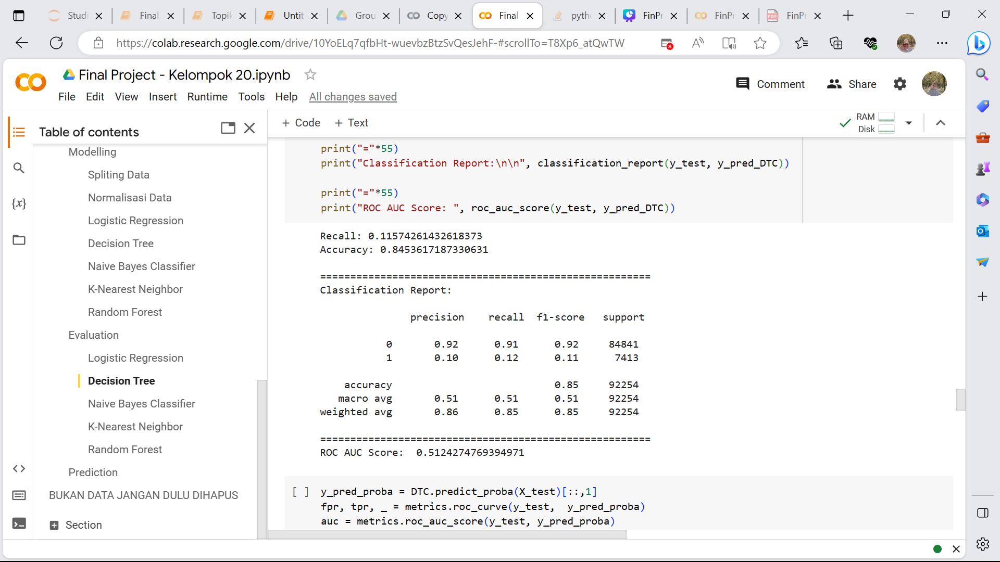 Studi
Final
Topik
Untit
Grou
Copy
Final
pyth
FinPr
FinPr
FinPr
https://colab.research.google.com/drive/10YoELq7qfbHt-wuevbzBtzSvQesJehF-#scrollTo=T8Xp6_atQwTW
Final Project - Kelompok 20.ipynb
File Edit View Insert Runtime Tools Help All changes saved
Comment
Share
Table of contents
Modelling
Spliting Data
Normalisasi Data
Logistic Regression
Decision Tree
Naive Bayes Classifier
K-Nearest Neighbor
Random Forest
Evaluation
Logistic Regression
Decision Tree
Naive Bayes Classifier
K-Nearest Neighbor
Random Forest
Prediction
BUKAN DATA JANGAN DULU DIHAPUS
Section
+ Code + Text
RAM
Disk
print("="*55)
print("Classification Report:\n\n", classification_report(y_test, y_pred_DTC))
print("="*55)
print("ROC AUC Score: ", roc_auc_score(y_test, y_pred_DTC))
Recall: 0.11574261432618373
Accuracy: 0.8453617187330631
=======================================================
Classification Report:
precision recall f1-score support
0 0.92 0.91 0.92 84841
1 0.10 0.12 0.11 7413
accuracy 0.85 92254
macro avg 0.51 0.51 0.51 92254
weighted avg 0.86 0.85 0.85 92254
=======================================================
ROC AUC Score:  0.5124274769394971
[ ] y_pred_proba = DTC.predict_proba(X_test)[::,1]
fpr, tpr, _ = metrics.roc_curve(y_test,  y_pred_proba)
auc = metrics.roc_auc_score(y_test, y_pred_proba)